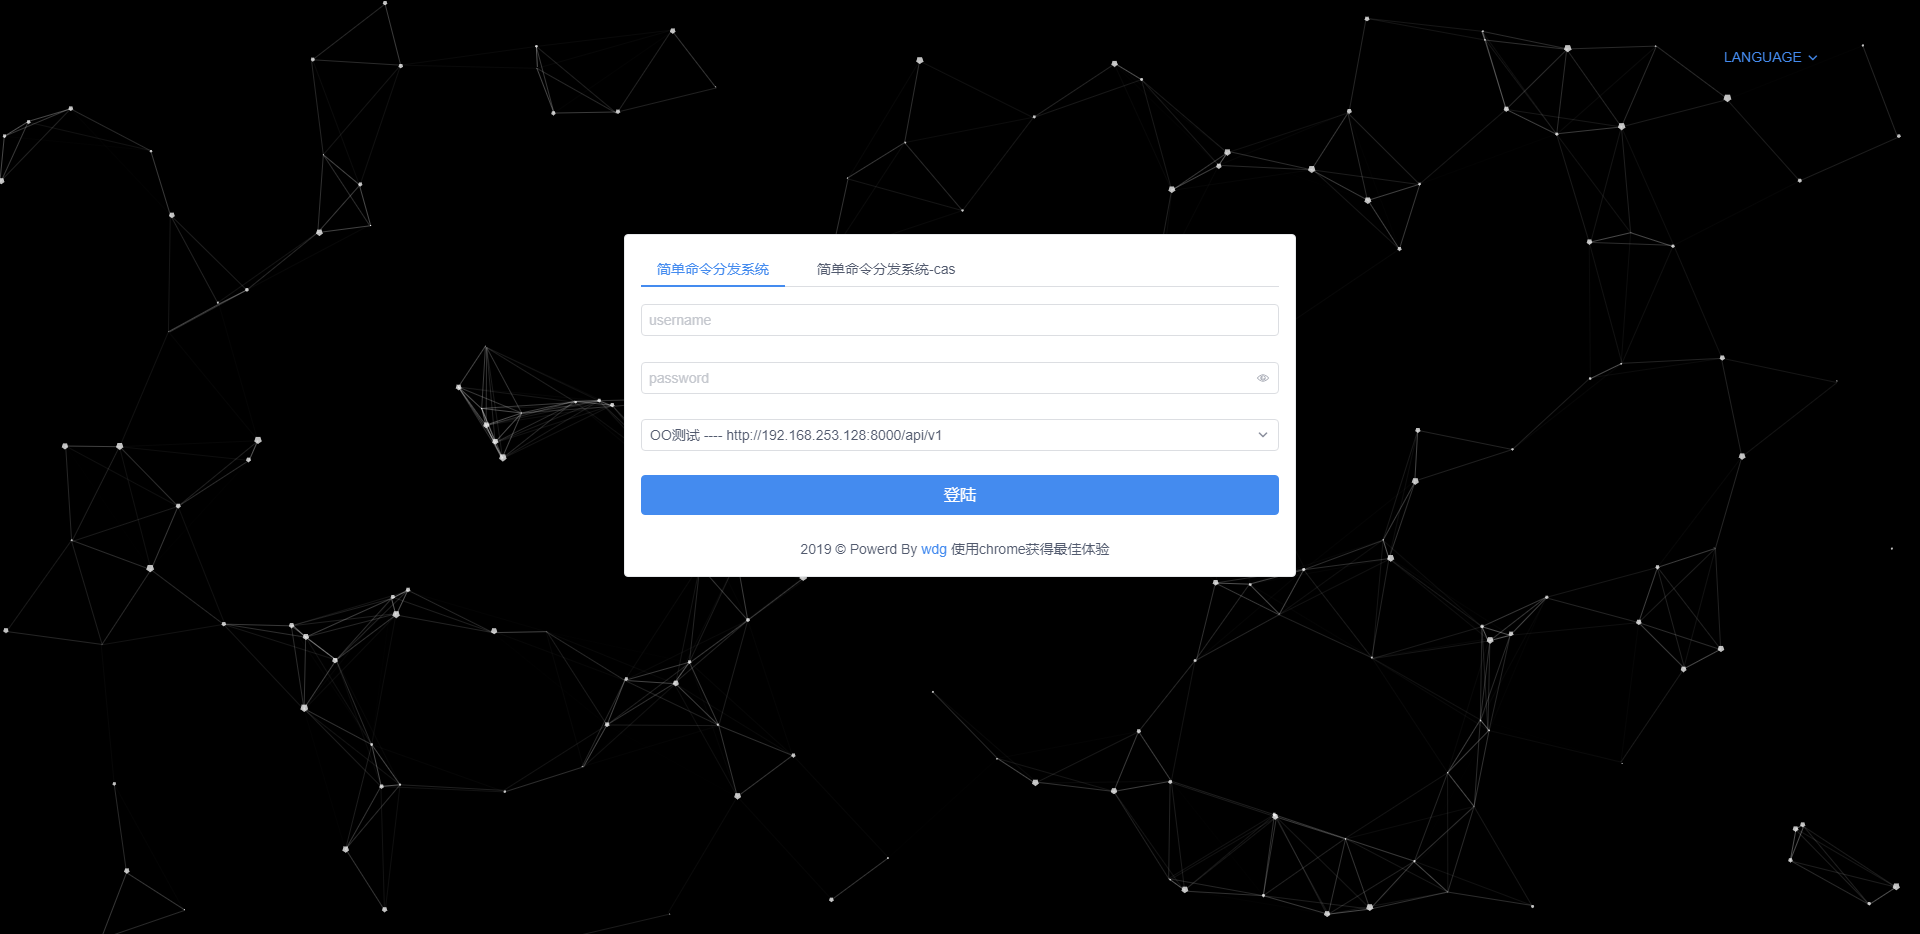 LANGUAGE
简单命令分发系统 简单命令分发系统-cas
username
password
OO测试 ---- http://192.168.253.128:8000/api/v1
登陆
2019 © Powerd By wdg 使用chrome获得最佳体验